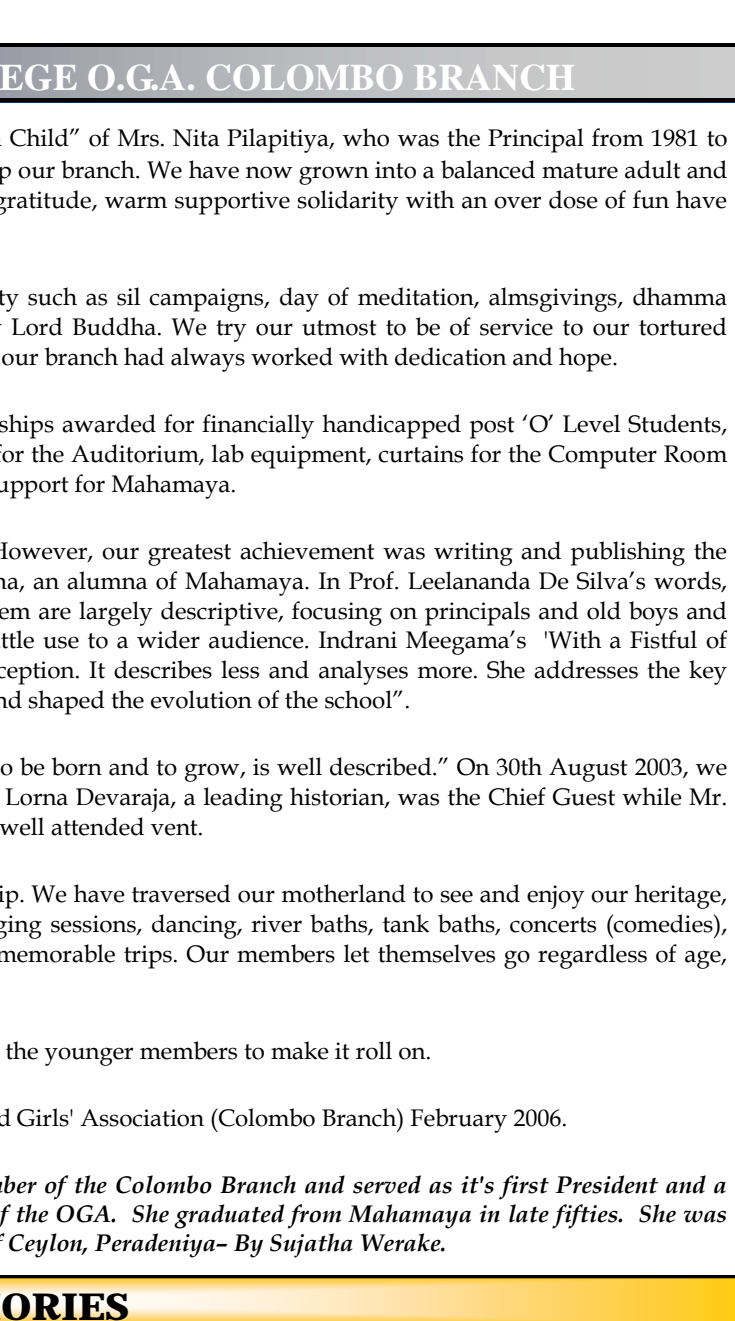 EGE O.G.A. COLOMBO BRANCH
Child” of Mrs. Nita Pilapitiya, who was the Principal from 1981 to
p our branch. We have now grown into a balanced mature adult and
gratitude, warm supportive solidarity with an over dose of fun have
ty such as sil campaigns, day of meditation, almsgivings, dhamma
Lord Buddha. We try our utmost to be of service to our tortured
our branch had always worked with dedication and hope.
ships awarded for financially handicapped post ‘O’ Level Students,
for the Auditorium, lab equipment, curtains for the Computer Room
upport for Mahamaya.
However, our greatest achievement was writing and publishing the
na, an alumna of Mahamaya. In Prof. Leelananda De Silva’s words,
em are largely descriptive, focusing on principals and old boys and
ttle use to a wider audience. Indrani Meegama’s 'With a Fistful of
ception. It describes less and analyses more. She addresses the key
nd shaped the evolution of the school”.
o be born and to grow, is well described.” On 30th August 2003, we
Lorna Devaraja, a leading historian, was the Chief Guest while Mr.
well attended vent.
ip. We have traversed our motherland to see and enjoy our heritage,
ging sessions, dancing, river baths, tank baths, concerts (comedies),
memorable trips. Our members let themselves go regardless of age,
the younger members to make it roll on.
d Girls' Association (Colombo Branch) February 2006.
ber of the Colombo Branch and served as it's first President and a
f the OGA. She graduated from Mahamaya in late fifties. She was
f Ceylon, Peradeniya– By Sujatha Werake.
ORIES